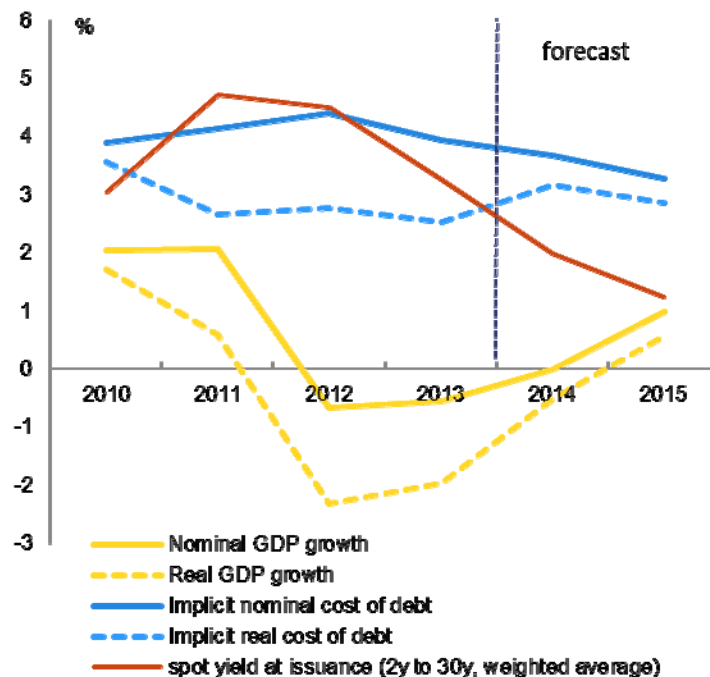 6
%
forecast
5
4
3
2
1
0
2010 2011 2012 2013 2014 2015
-1
-2
-3
Nominal GDP growth
Real GDP growth
Implicit nominal cost of debt
Implicit real cost of debt
spot yield at issuance (2y to 30y, weighted average)